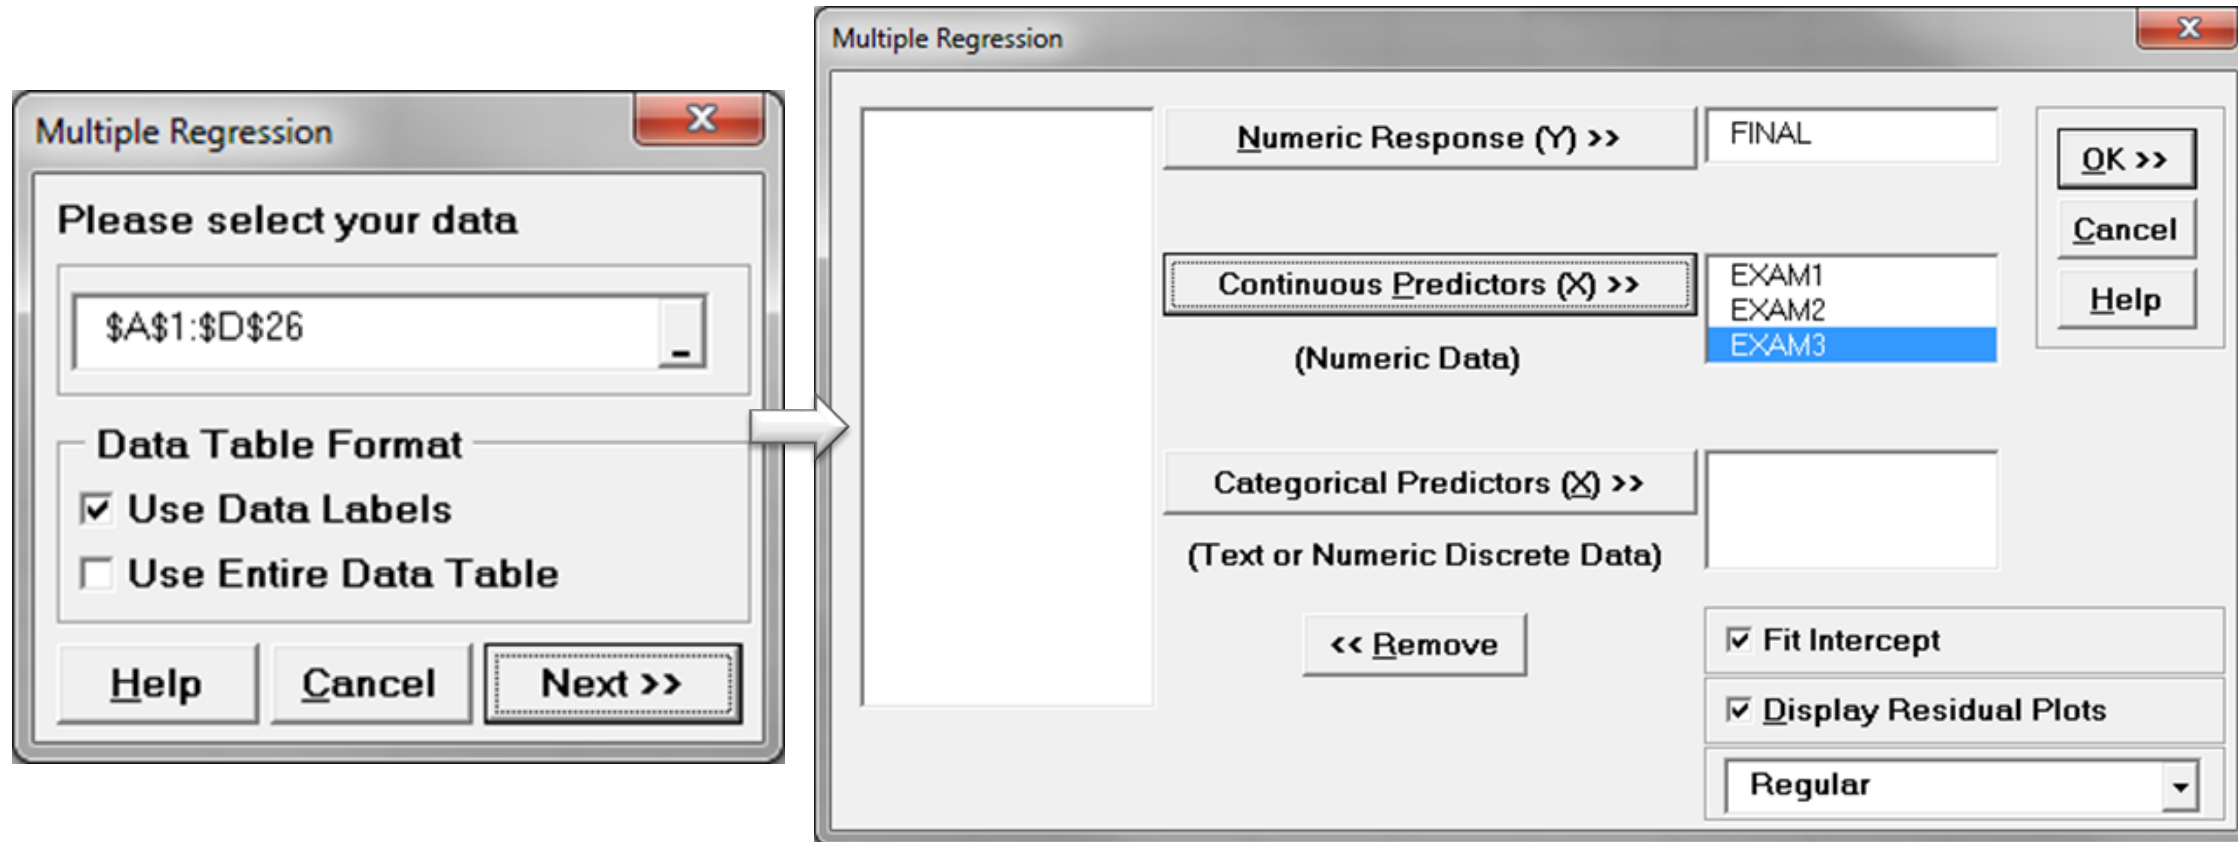 Multiple Regression
Please select your data
$A$1:$D$26
Data Table Format
Use Data Labels
Use Entire Data Table
Help
Cancel
Next >>
Multiple Regression
Numeric Response (Y) >>
FINAL
Continuous Predictors (X) >>
(Numeric Data)
EXAM1
EXAM2
EXAM3
Categorical Predictors (X) >>
(Text or Numeric Discrete Data)
<< Remove
OK >>
Cancel
Help
Fit Intercept
Display Residual Plots
Regular